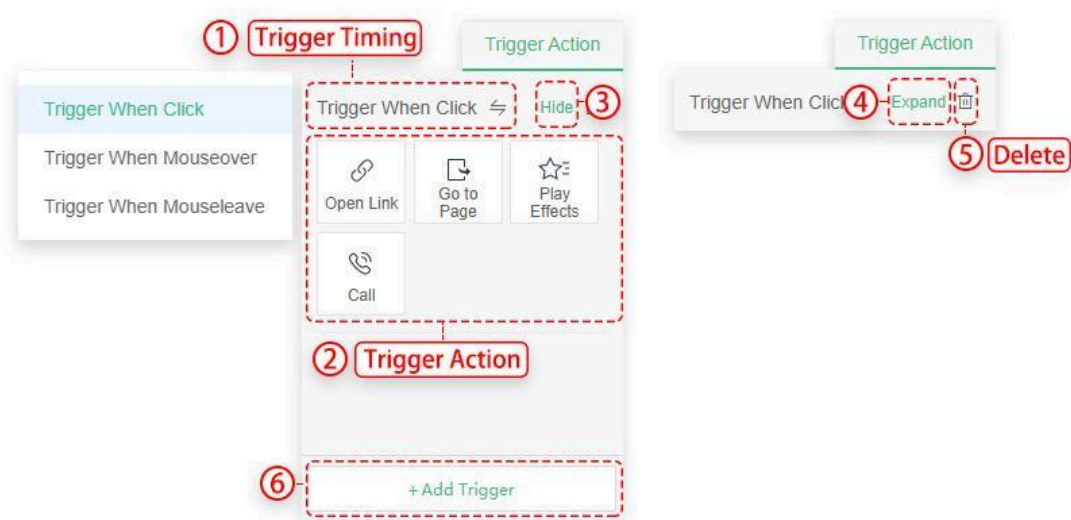 ① Trigger Timing
Trigger Action
Trigger When Click
Trigger When Mouseover
Trigger When Mouseleave
Trigger When Click
Hide
③
Open Link
Go to
Page
Play
Effects
Call
② Trigger Action
⑥
+ Add Trigger
Trigger Action
Trigger When Click
④
Expand
⑤ Delete